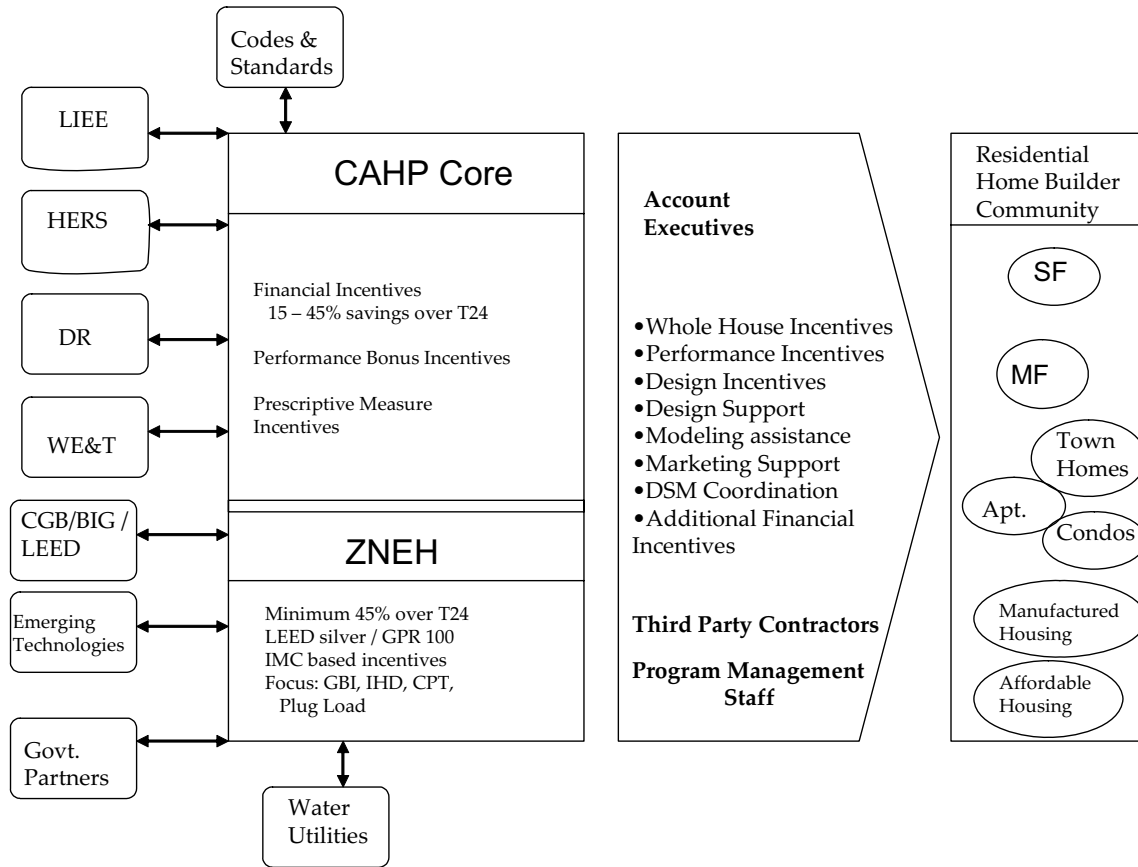 Codes &
Standards
LIEE
HERS
DR
WE&T
CGB/BIG /
LEED
Emerging
Technologies
Govt.
Partners
CAHP Core
Financial Incentives
15 – 45% savings over T24
Performance Bonus Incentives
Prescriptive Measure
Incentives
ZNEH
Minimum 45% over T24
LEED silver / GPR 100
IMC based incentives
Focus: GBI, IHD, CPT,
Plug Load
Water
Utilities
Account
Executives
•Whole House Incentives
•Performance Incentives
•Design Incentives
•Design Support
•Modeling assistance
•Marketing Support
•DSM Coordination
•Additional Financial
Incentives
Third Party Contractors
Program Management
Staff
Residential
Home Builder
Community
SF
MF
Town
Homes
Apt.
Condos
Manufactured
Housing
Affordable
Housing